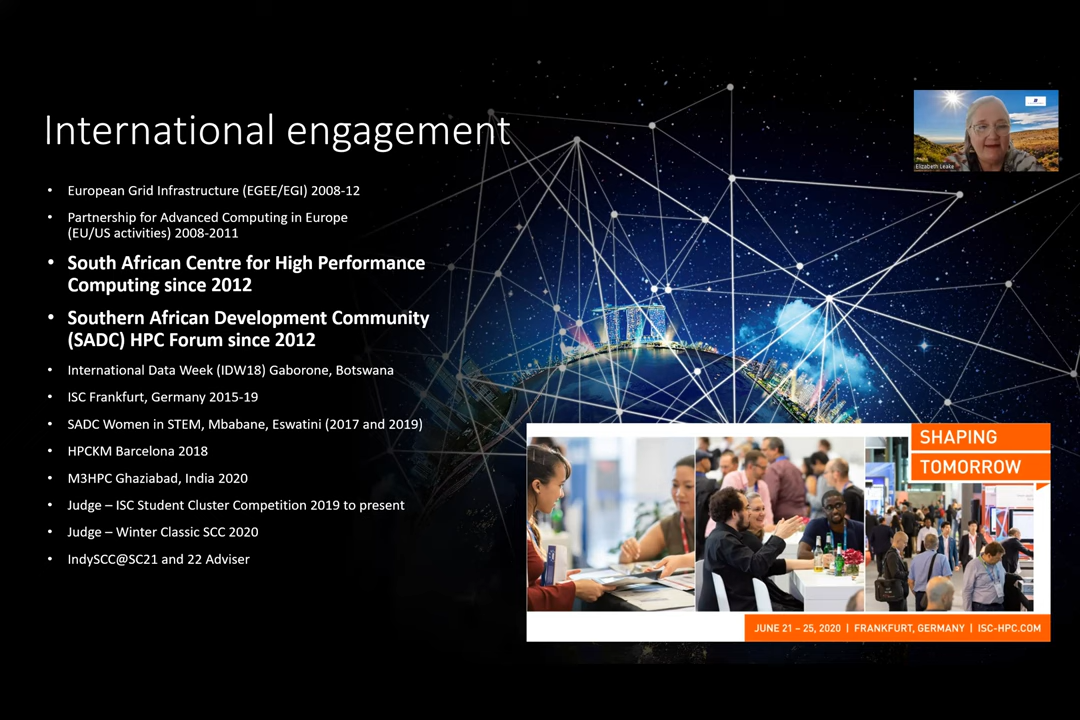 International engagement
• European Grid Infrastructure (EGEE/EGI) 2008-12
• Partnership for Advanced Computing in Europe
(EU/US activities) 2008-2011
• South African Centre for High Performance
Computing since 2012
• Southern African Development Community
(SADC) HPC Forum since 2012
• International Data Week (IDW18) Gaborone, Botswana
• ISC Frankfurt, Germany 2015-19
• SADC Women in STEM, Mbabane, Eswatini (2017 and 2019)
• HPCKM Barcelona 2018
• M3HPC Ghaziabad, India 2020
• Judge – ISC Student Cluster Competition 2019 to present
• Judge – Winter Classic SCC 2020
• IndySCC@SC21 and 22 Adviser
Elizabeth Leake
SHAPING
TOMORROW
JUNE 21 – 25, 2020 | FRANKFURT, GERMANY | ISC-HPC.COM